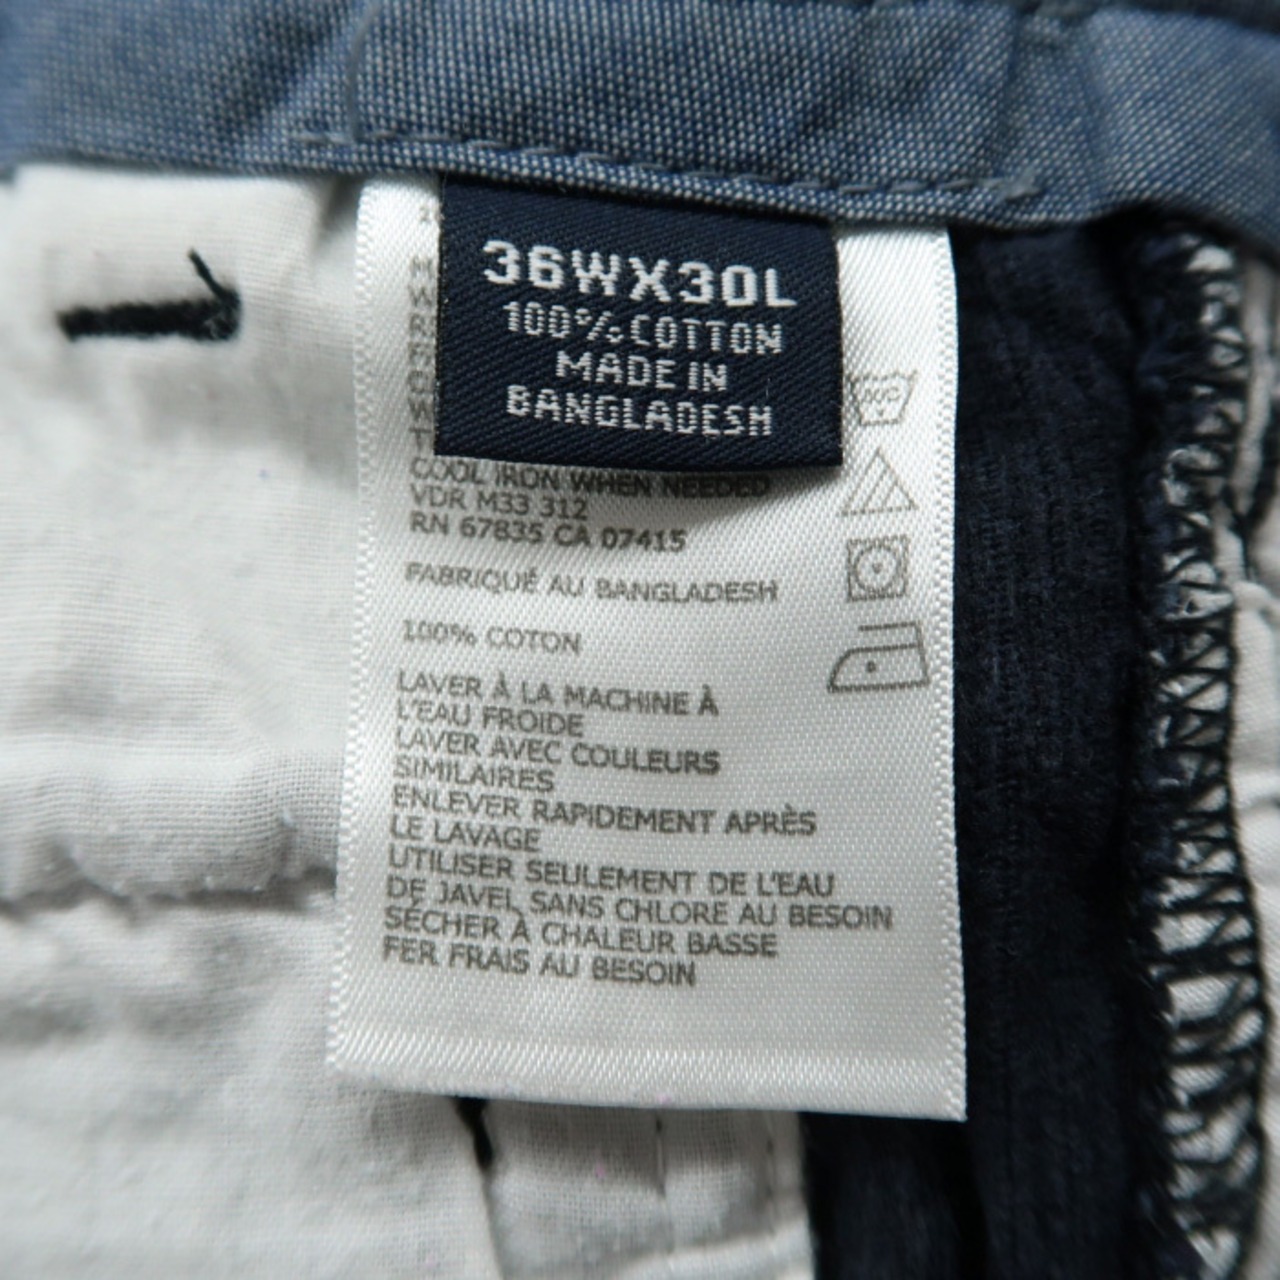 36WX30L
100% COTTON
MADE IN
BANGLADESH
COOL IRON WHEN NEEDED
VDR M33 312
RN 67835 CA 07415
FABRIQUÉ AU BANGLADESH
100% COTON
LAVER À LA MACHINE À
L'EAU FROIDE
LAVER AVEC COULEURS
SIMILAIRES
ENLEVER RAPIDEMENT APRÈS
LE LAVAGE
UTILISER SEULEMENT DE L'EAU
DE JAVEL SANS CHLORE AU BESOIN
SÉCHER À CHALEUR BASSE
FER FRAIS AU BESOIN